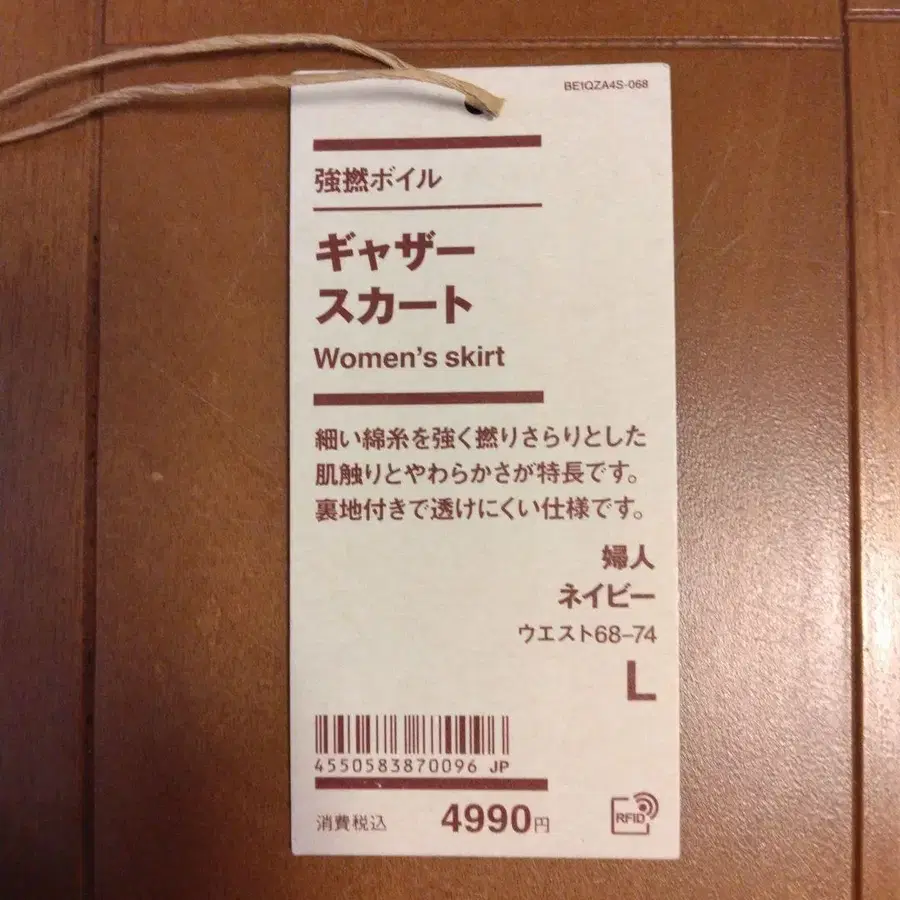 BE1QZA4S-068
強撚ボイル
ギャザー
スカート
Women's skirt
細い綿糸を強く撚りさらりとした
肌触りとやわらかさが特長です。
裏地付きで透けにくい仕様です。
婦人
ネイビー
ウエスト68-74
L
4550583870096 JP
消費税込 4990円
RFID